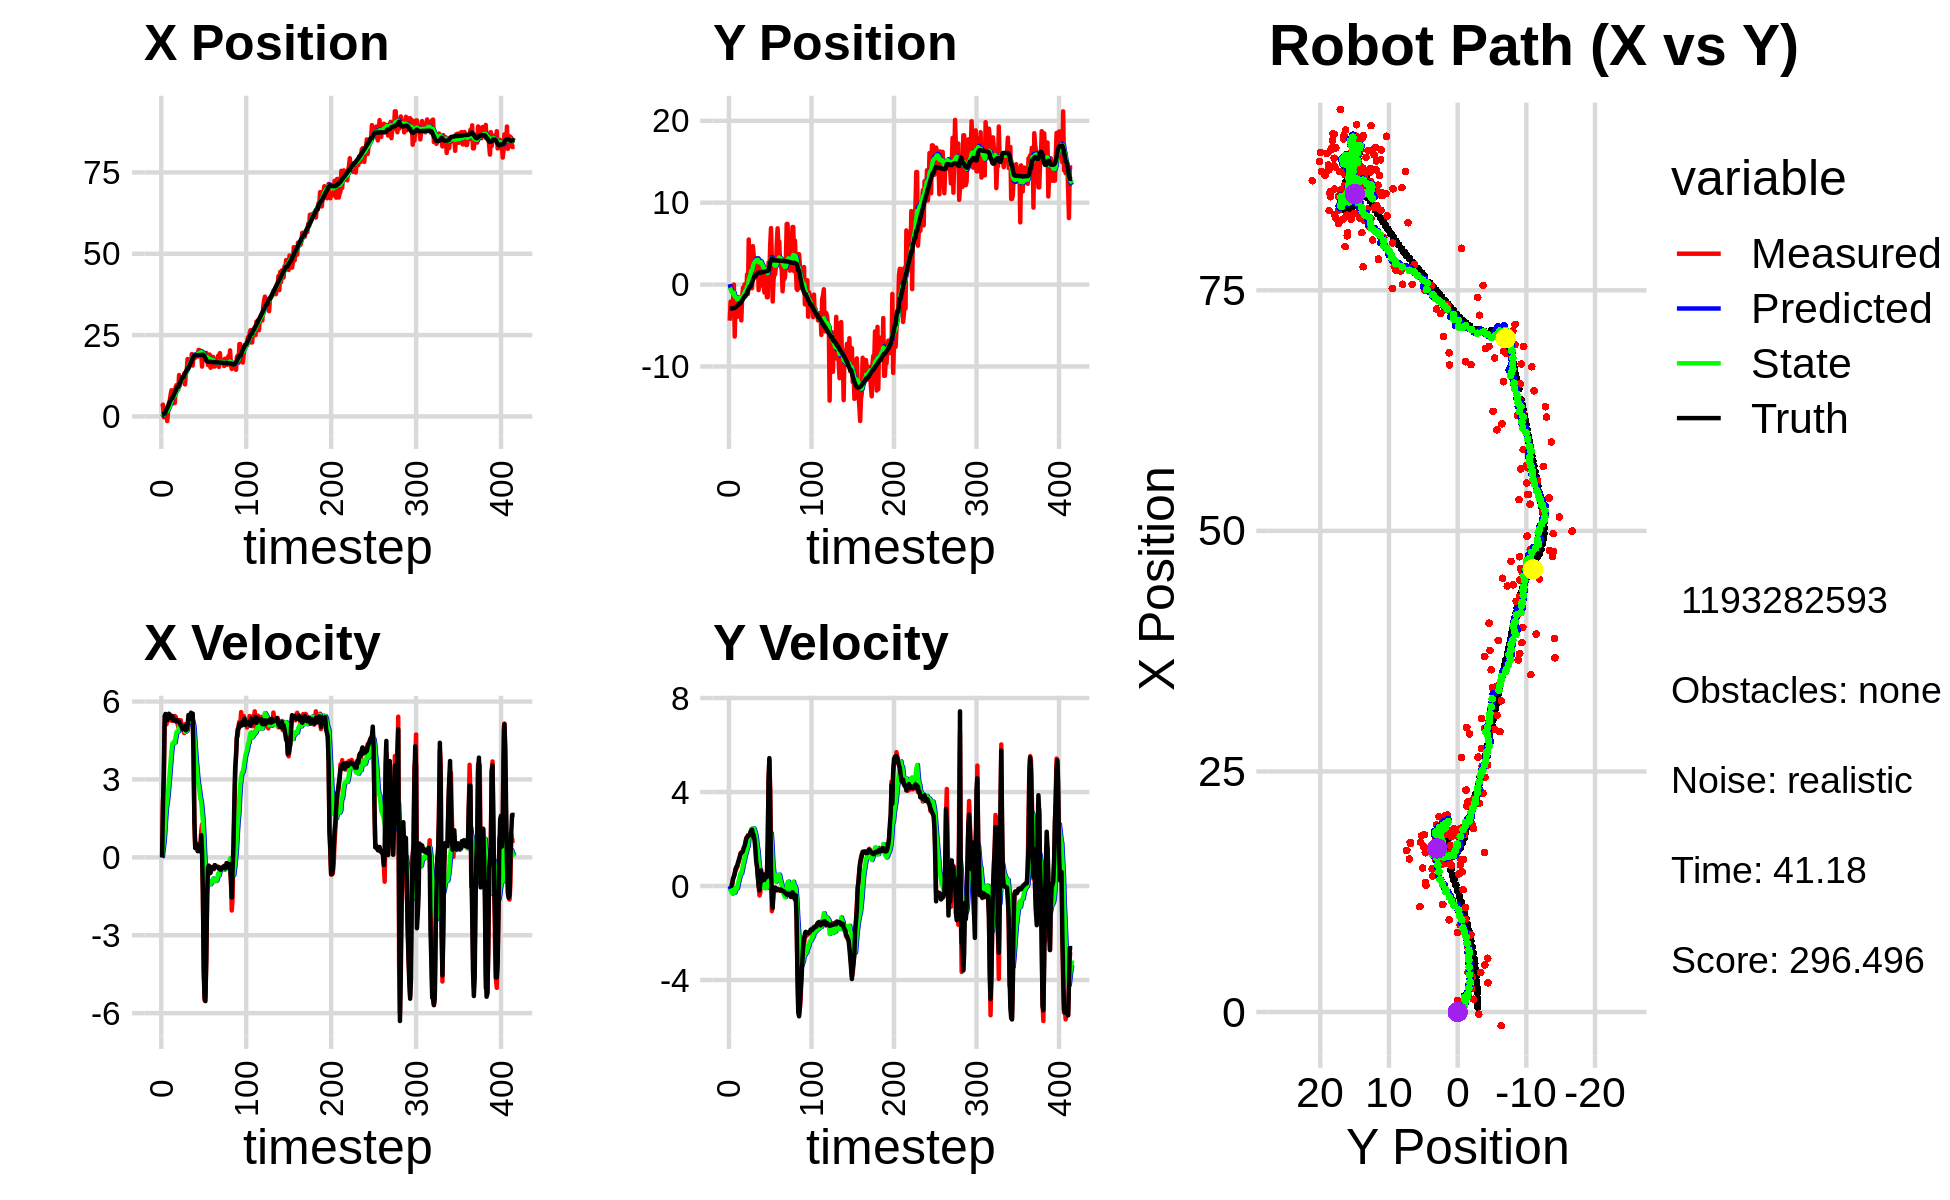 X Position
75
50
25
0
0
100
200
300
400
timestep
Y Position
20
10
0
-10
0
100
200
300
400
timestep
X Velocity
6
3
0
-3
-6
0
100
200
300
400
timestep
Y Velocity
8
4
0
-4
0
100
200
300
400
timestep
Robot Path (X vs Y)
X Position
75
50
25
0
20 10 0 -10 -20
Y Position
variable
Measured
Predicted
State
Truth
1193282593
Obstacles: none
Noise: realistic
Time: 41.18
Score: 296.496